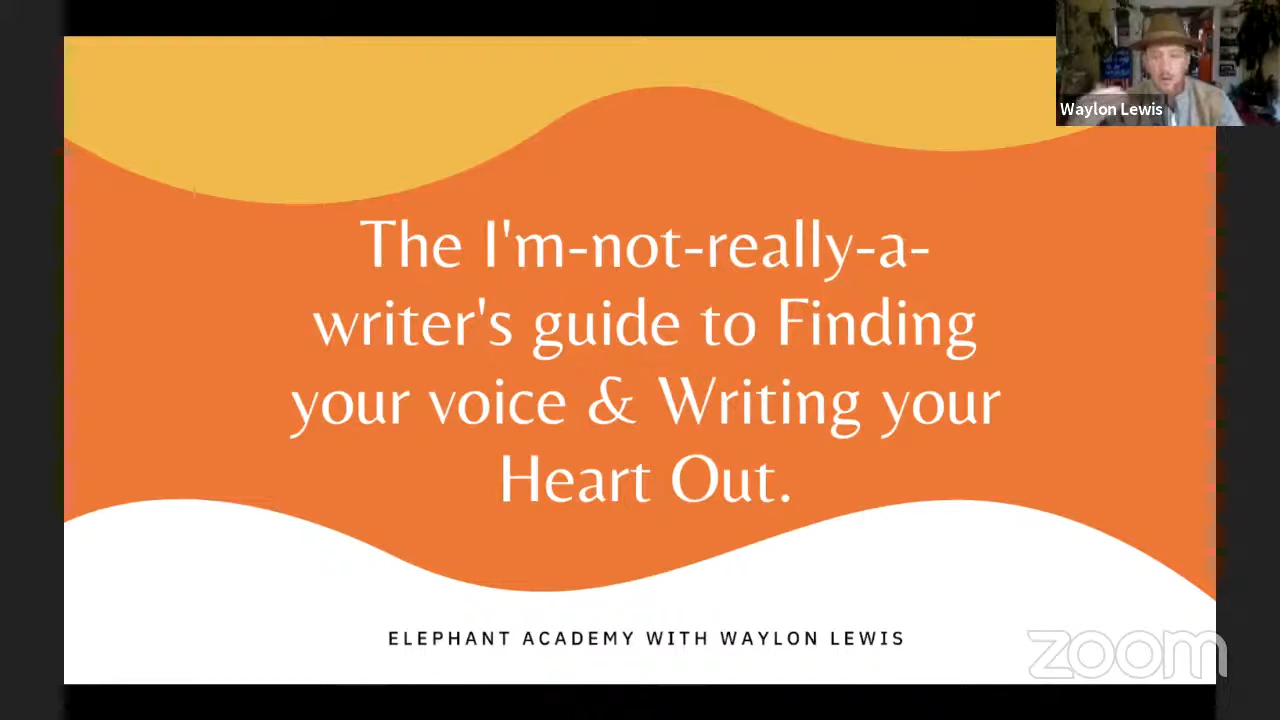 Waylon Lewis
The I'm-not-really-a-
writer's guide to Finding
your voice & Writing your
Heart Out.
ELEPHANT ACADEMY WITH WAYLON LEWIS
zoom